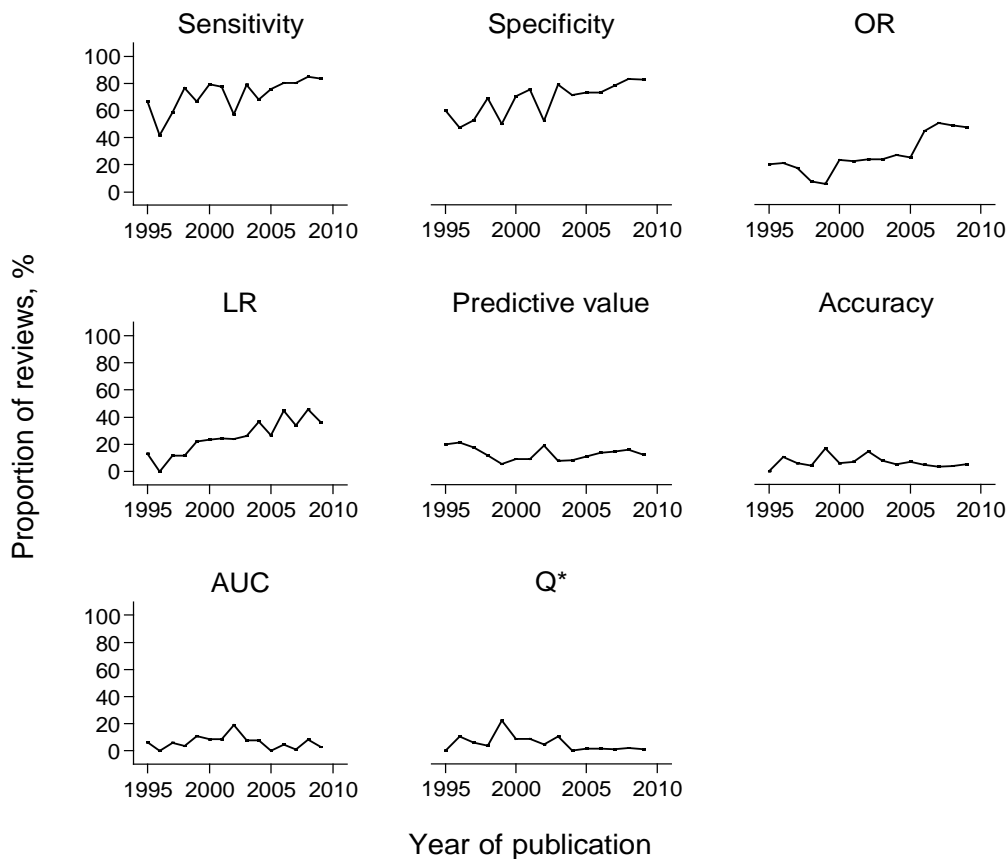 Sensitivity Specificity OR
100
80
60
40
20
0
1995 2000 2005 2010 1995 2000 2005 2010 1995 2000 2005 2010
Proportion of reviews, %
LR Predictive value Accuracy
100
80
60
40
20
0
1995 2000 2005 2010 1995 2000 2005 2010 1995 2000 2005 2010
AUC Q*
100
80
60
40
20
0
1995 2000 2005 2010 1995 2000 2005 2010
Year of publication